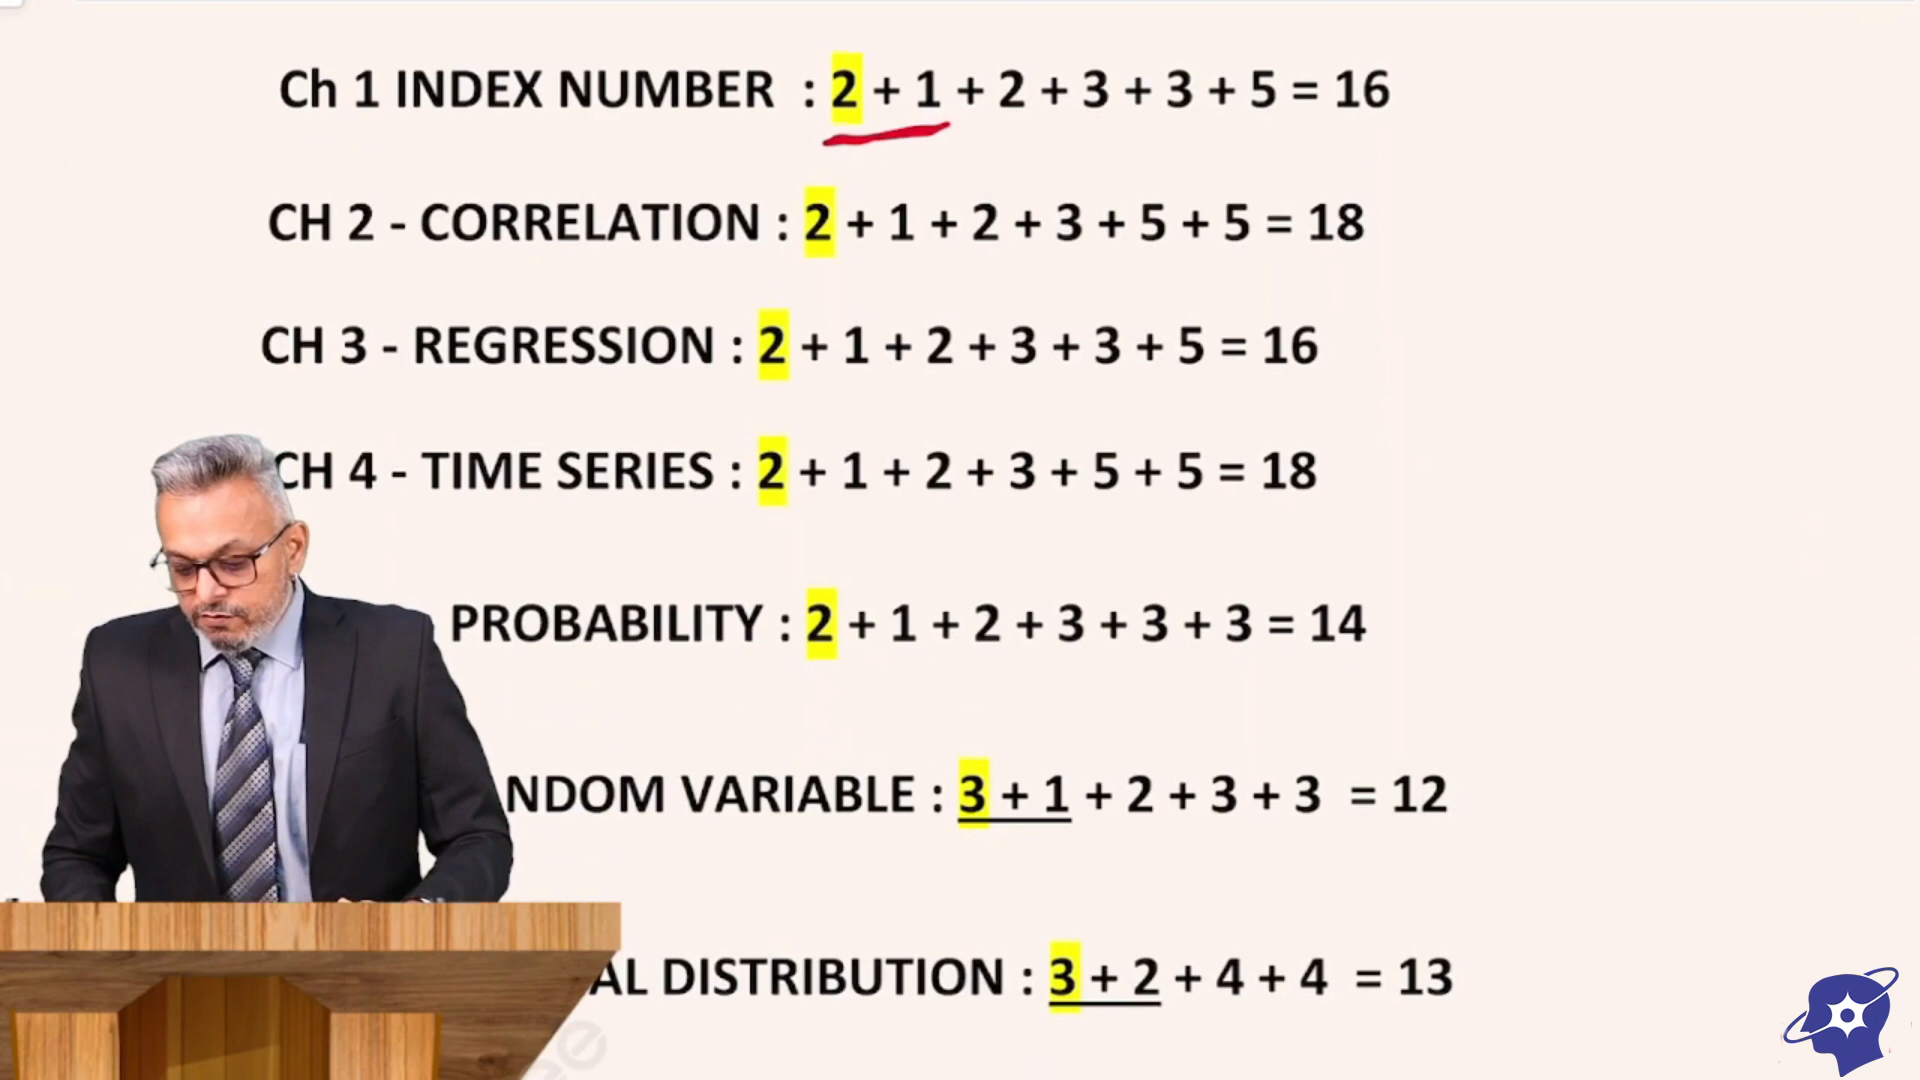 Ch 1 INDEX NUMBER : 2 + 1 + 2 + 3 + 3 + 5 = 16
CH 2 - CORRELATION : 2 + 1 + 2 + 3 + 5 + 5 = 18
CH 3 - REGRESSION : 2 + 1 + 2 + 3 + 3 + 5 = 16
CH 4 - TIME SERIES : 2 + 1 + 2 + 3 + 5 + 5 = 18
PROBABILITY : 2 + 1 + 2 + 3 + 3 + 3 = 14
NDOM VARIABLE : 3 + 1 + 2 + 3 + 3 = 12
AL DISTRIBUTION : 3 + 2 + 4 + 4 = 13